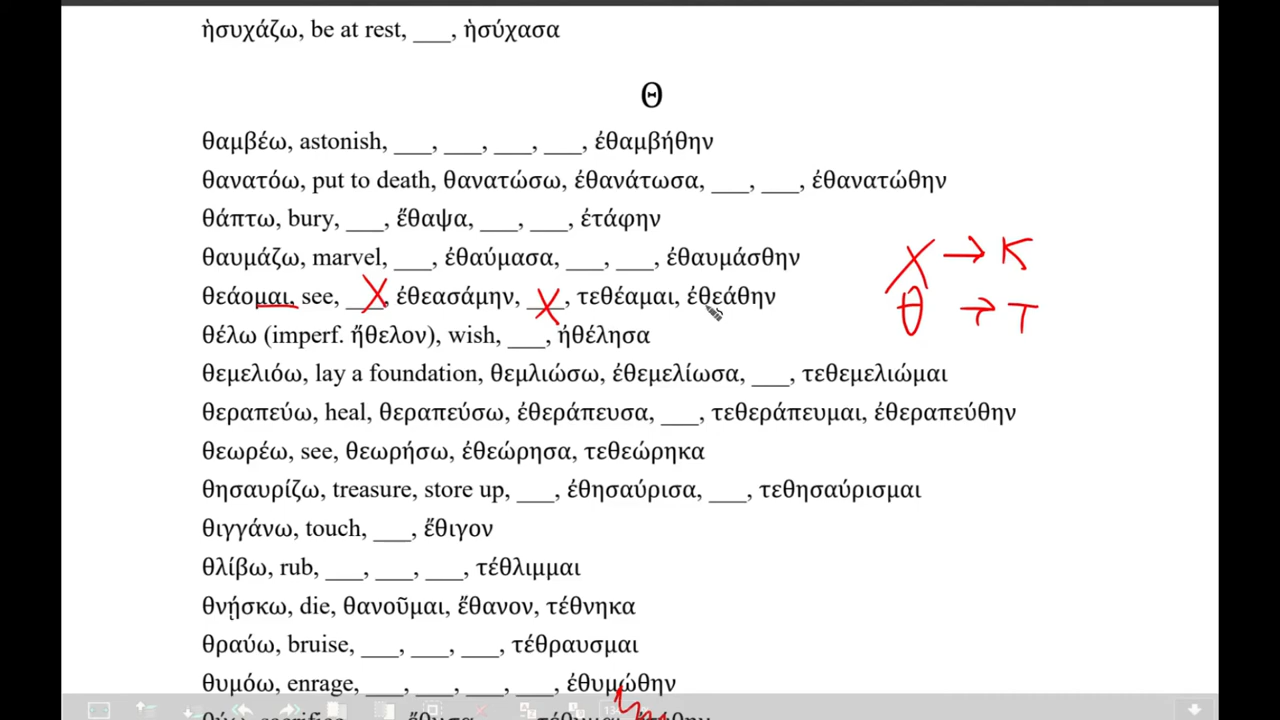 ἡσυχάζω, be at rest, ___, ἡσύχασα
Θ
θαμβέω, astonish, ___, ___, ___, ___, ἐθαμβήθην
θανατόω, put to death, θανατώσω, ἐθανάτωσα, ___, ___, ἐθανατώθην
θάπτω, bury, ___, ἔθαψα, ___, ___, ἐτάφην
θαυμάζω, marvel, ___, ἐθαύμασα, ___, ___, ἐθαυμάσθην
χ → κ
θεάομαι, see, ___, ἐθεασάμην, ___, τεθέαμαι, ἐθεάθην
θ → τ
θέλω (imperf. ἤθελον), wish, ___, ἠθέλησα
θεμελιόω, lay a foundation, θεμλιώσω, ἐθεμελίωσα, ___, τεθεμελιώμαι
θεραπεύω, heal, θεραπεύσω, ἐθεράπευσα, ___, τεθεράπευμαι, ἐθεραπεύθην
θεωρέω, see, θεωρήσω, ἐθεώρησα, τεθεώρηκα
θησαυρίζω, treasure, store up, ___, ἐθησαύρισα, ___, τεθησαύρισμαι
θιγγάνω, touch, ___, ἔθιγον
θλίβω, rub, ___, ___, ___, τέθλιμμαι
θνῄσκω, die, θανοῦμαι, ἔθανον, τέθνηκα
θραύω, bruise, ___, ___, ___, τέθραυσμαι
θυμόω, enrage, ___, ___, ___, ___, ἐθυμώθην